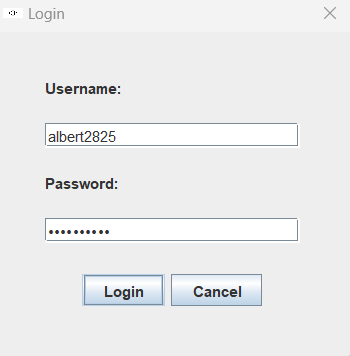 Login
Username:
albert2825
Password:
••••••••••
Login Cancel